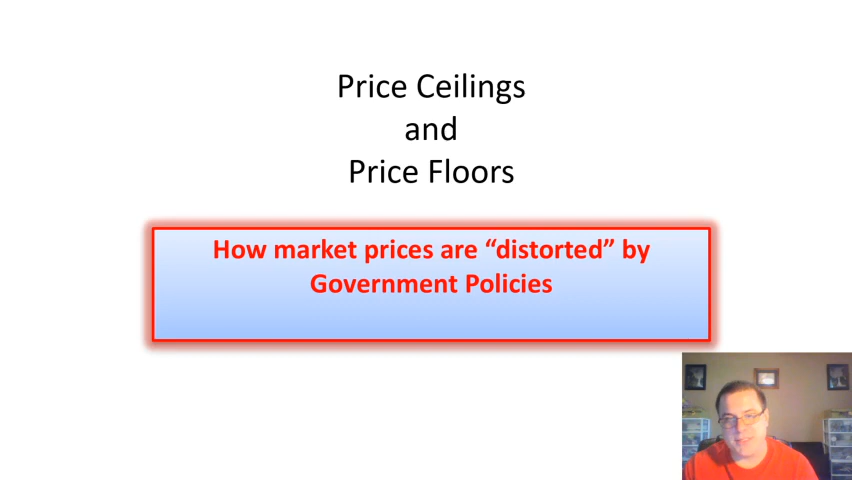 Price Ceilings
and
Price Floors
How market prices are “distorted” by
Government Policies